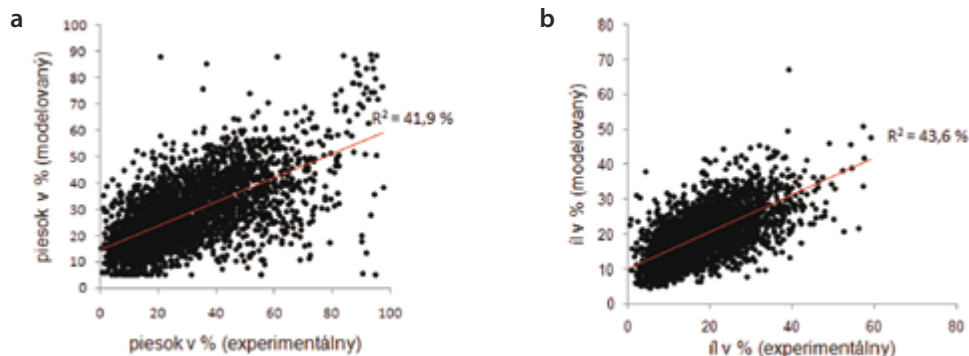 a
100
90
80
70
60
50
40
30
20
10
0
piesok v % (modelovaný)
R² = 41,9 %
0 20 40 60 80 100
piesok v % (experimentálny)
b
80
70
60
50
40
30
20
10
0
íl v % (modelovaný)
R² = 43,6 %
0 20 40 60 80
íl v % (experimentálny)